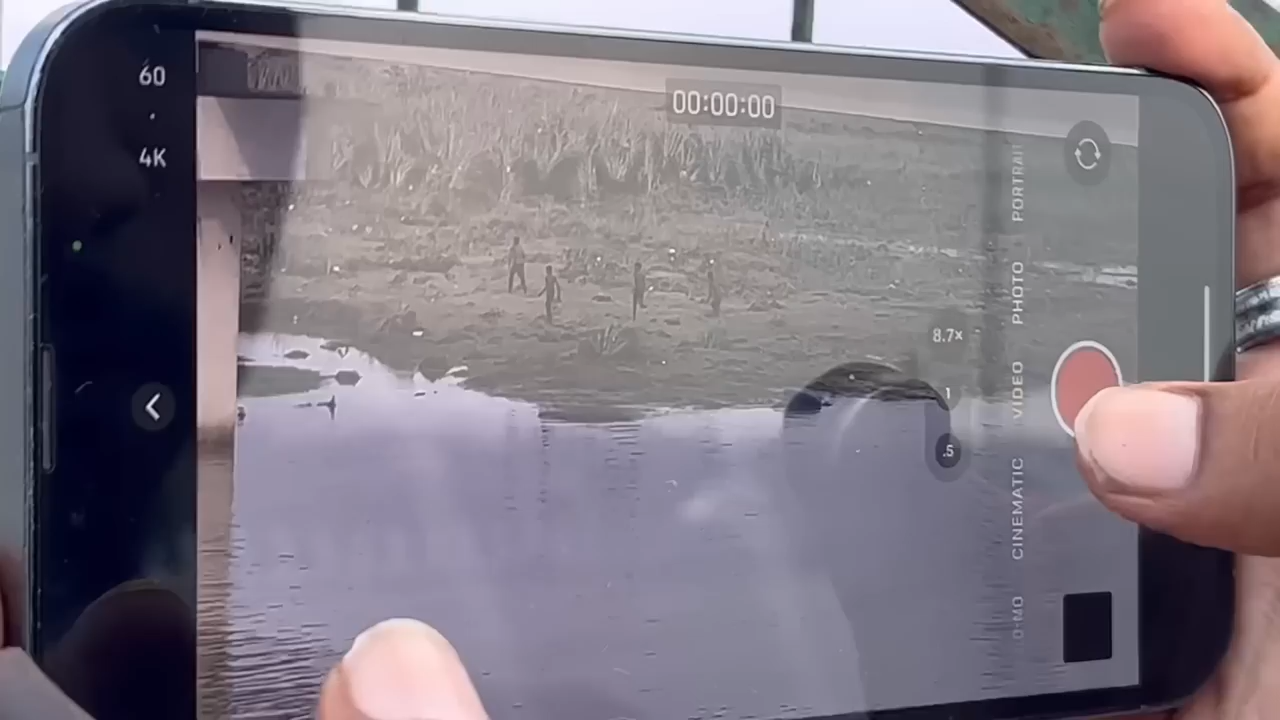 60
4K
00:00:00
8.7×
1
.5
PORTRAIT
PHOTO
VIDEO
CINEMATIC
O-MO